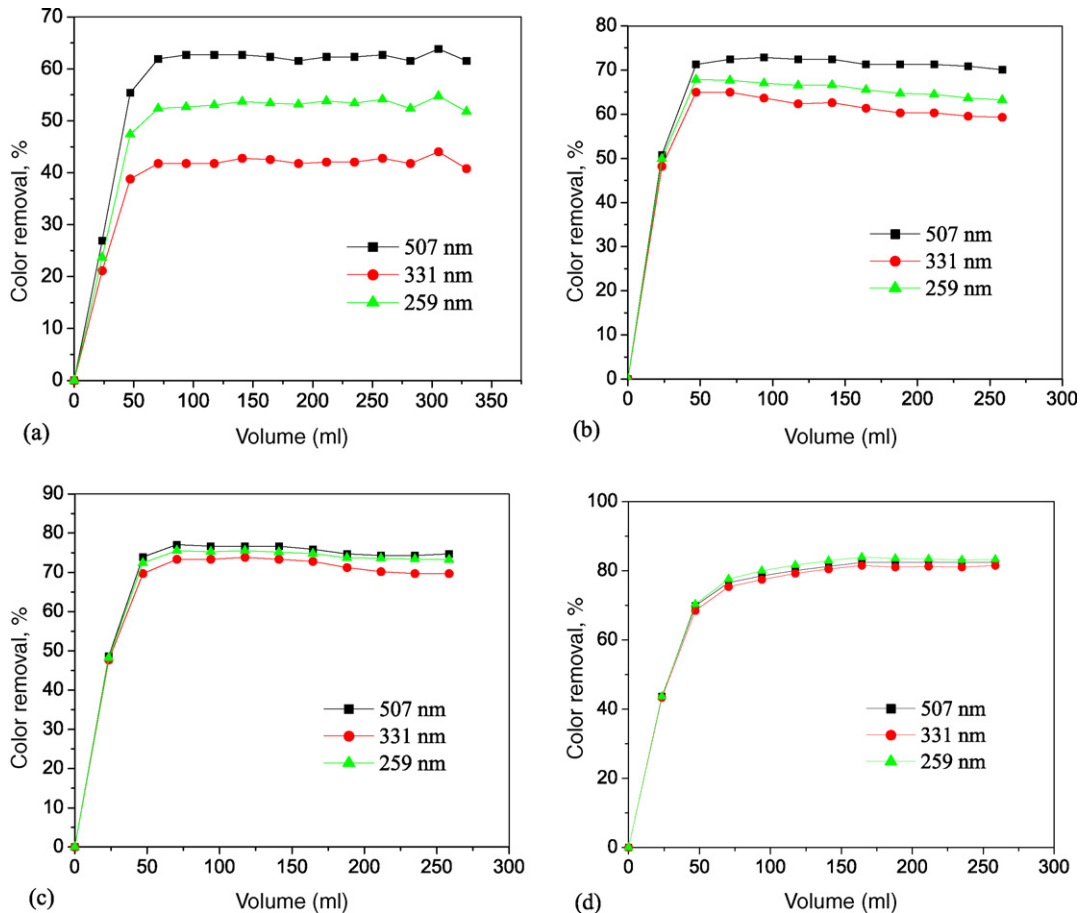 70
60
50
40
30
20
10
0
Color removal, %
507 nm
331 nm
259 nm
0 50 100 150 200 250 300 350
Volume (ml)
(a)
80
70
60
50
40
30
20
10
0
Color removal, %
507 nm
331 nm
259 nm
0 50 100 150 200 250 300
Volume (ml)
(b)
90
80
70
60
50
40
30
20
10
0
Color removal, %
507 nm
331 nm
259 nm
0 50 100 150 200 250 300
Volume (ml)
(c)
100
80
60
40
20
0
Color removal, %
507 nm
331 nm
259 nm
0 50 100 150 200 250 300
Volume (ml)
(d)